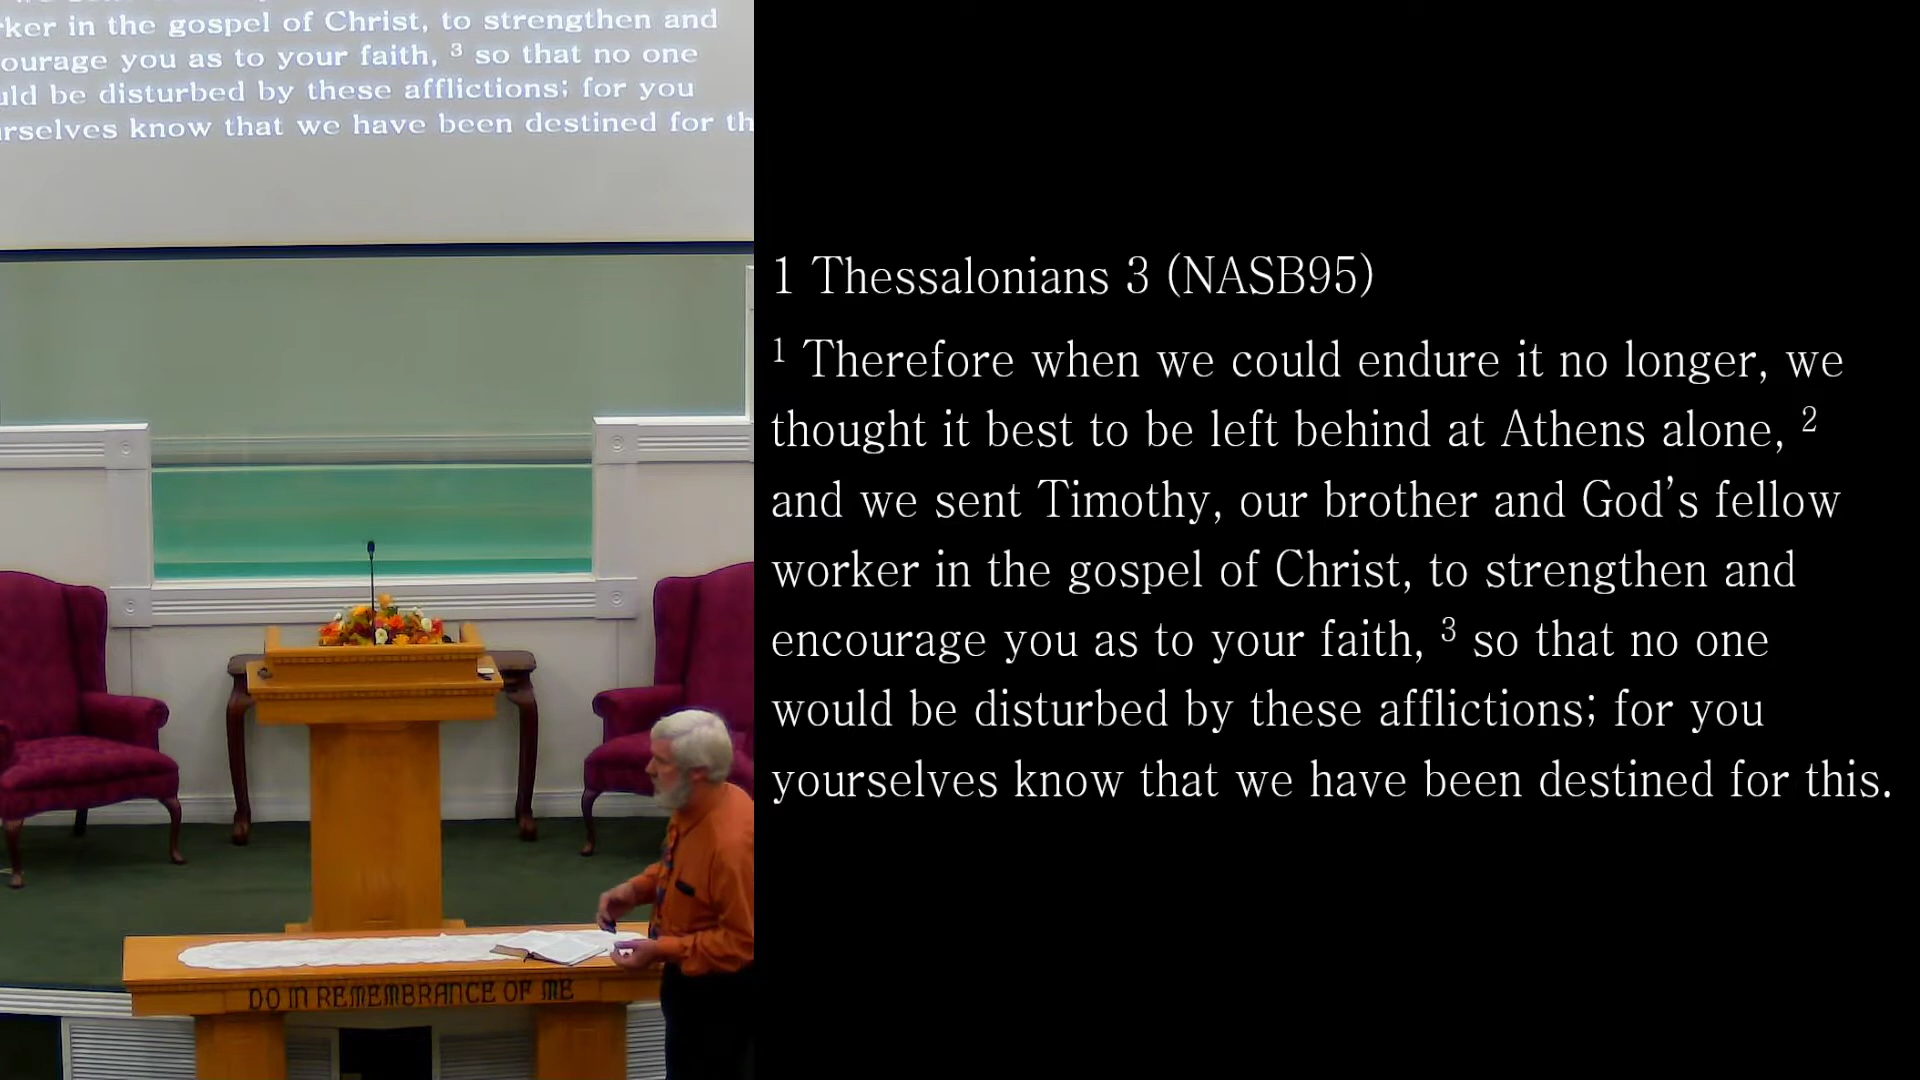 rker in the gospel of Christ, to strengthen and
ourage you as to your faith, ³ so that no one
uld be disturbed by these afflictions; for you
urselves know that we have been destined for th
DO IN REMEMBRANCE OF ME
1 Thessalonians 3 (NASB95)
¹ Therefore when we could endure it no longer, we
thought it best to be left behind at Athens alone, ²
and we sent Timothy, our brother and God’s fellow
worker in the gospel of Christ, to strengthen and
encourage you as to your faith, ³ so that no one
would be disturbed by these afflictions; for you
yourselves know that we have been destined for this.